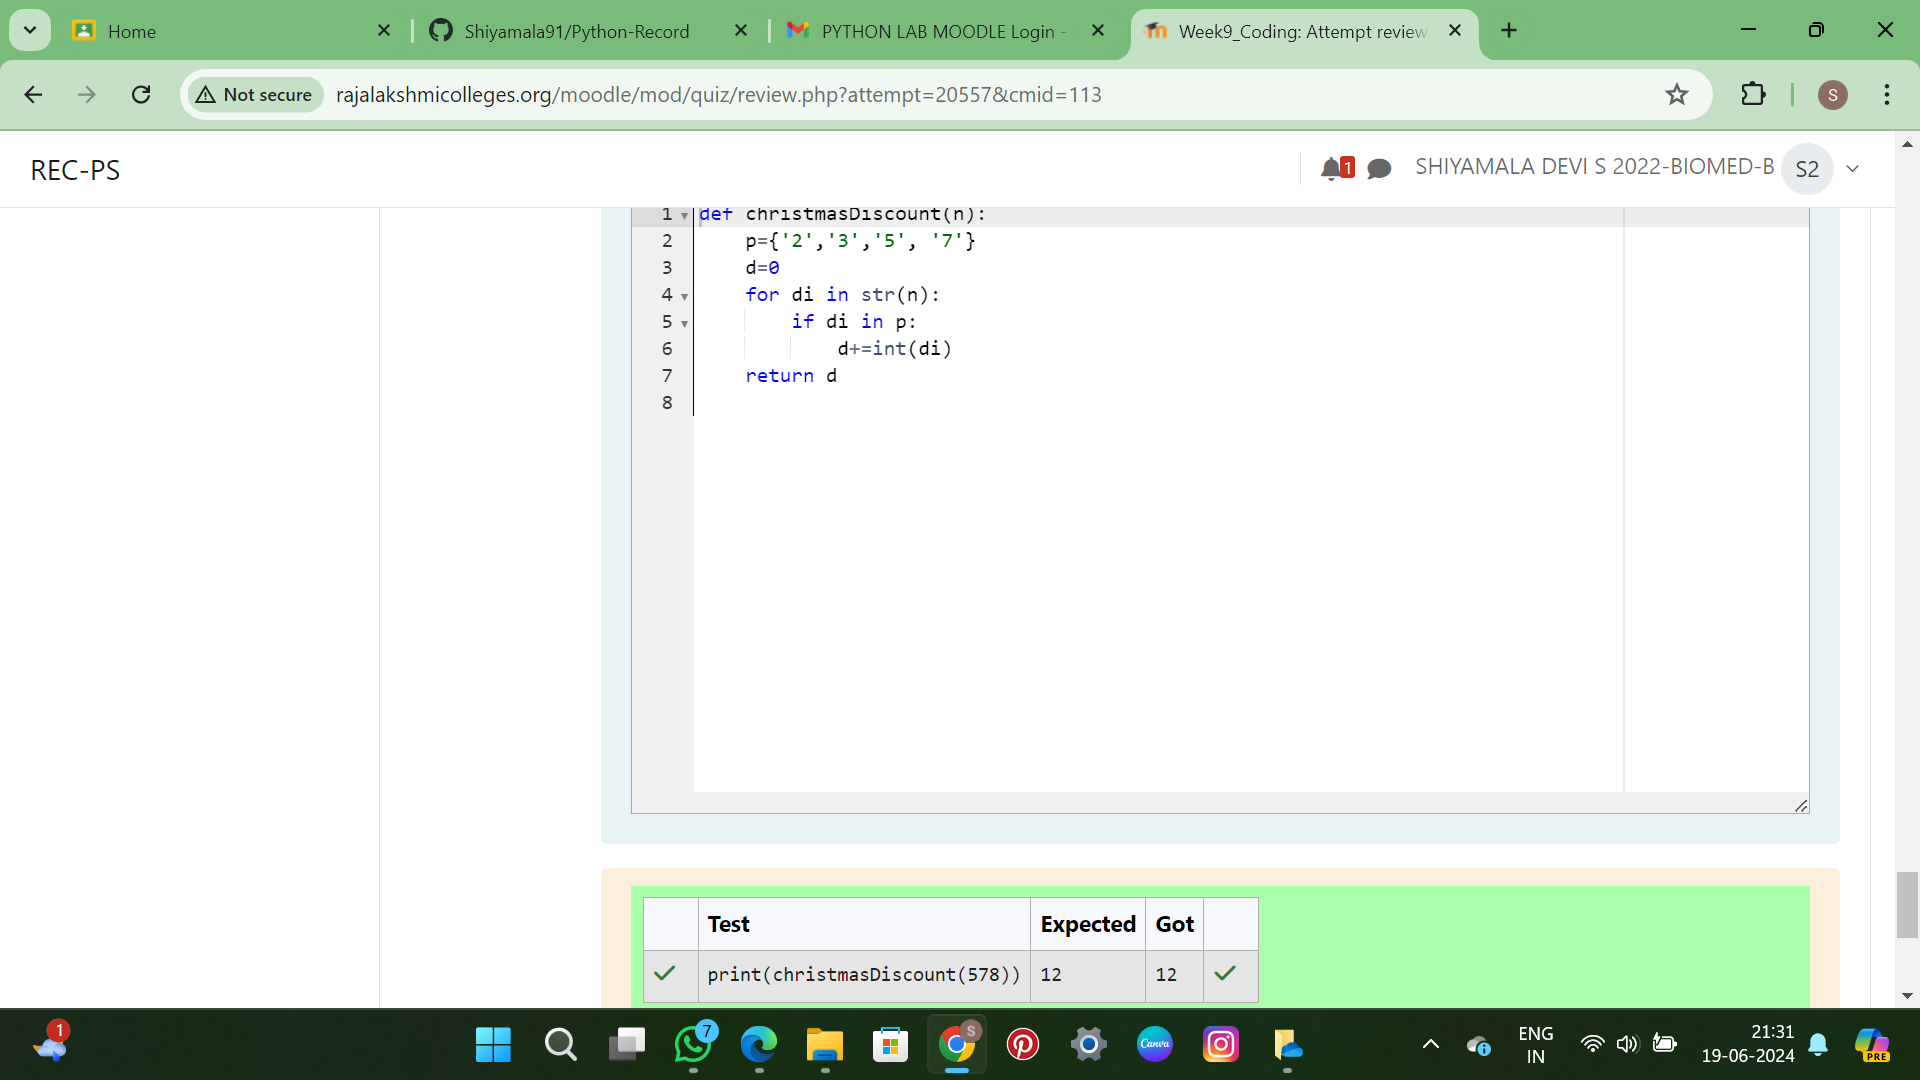 Home
Shiyamala91/Python-Record
PYTHON LAB MOODLE Login -
Week9_Coding: Attempt review
Not secure
rajalakshmicolleges.org/moodle/mod/quiz/review.php?attempt=20557&cmid=113
S
REC-PS
1
SHIYAMALA DEVI S 2022-BIOMED-B
S2
1 def christmasDiscount(n):
2     p={'2','3','5', '7'}
3     d=0
4     for di in str(n):
5         if di in p:
6             d+=int(di)
7     return d
8
Test Expected Got
print(christmasDiscount(578)) 12 12
1
7
S
Canva
ENG
IN
21:31
19-06-2024
PRE